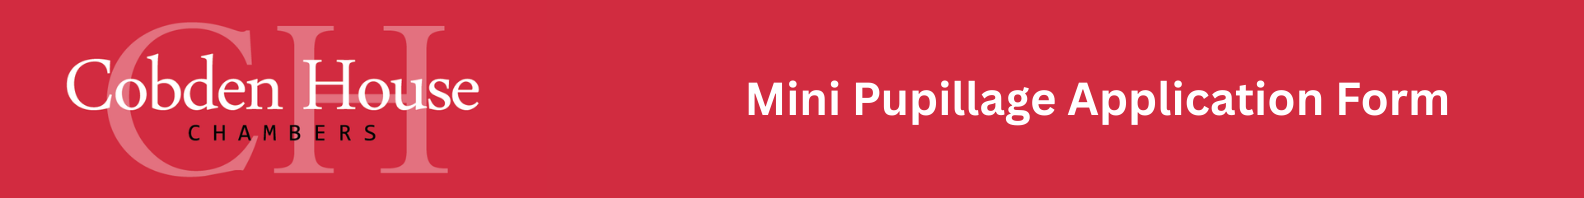 CH
Cobden House
CHAMBERS
Mini Pupillage Application Form